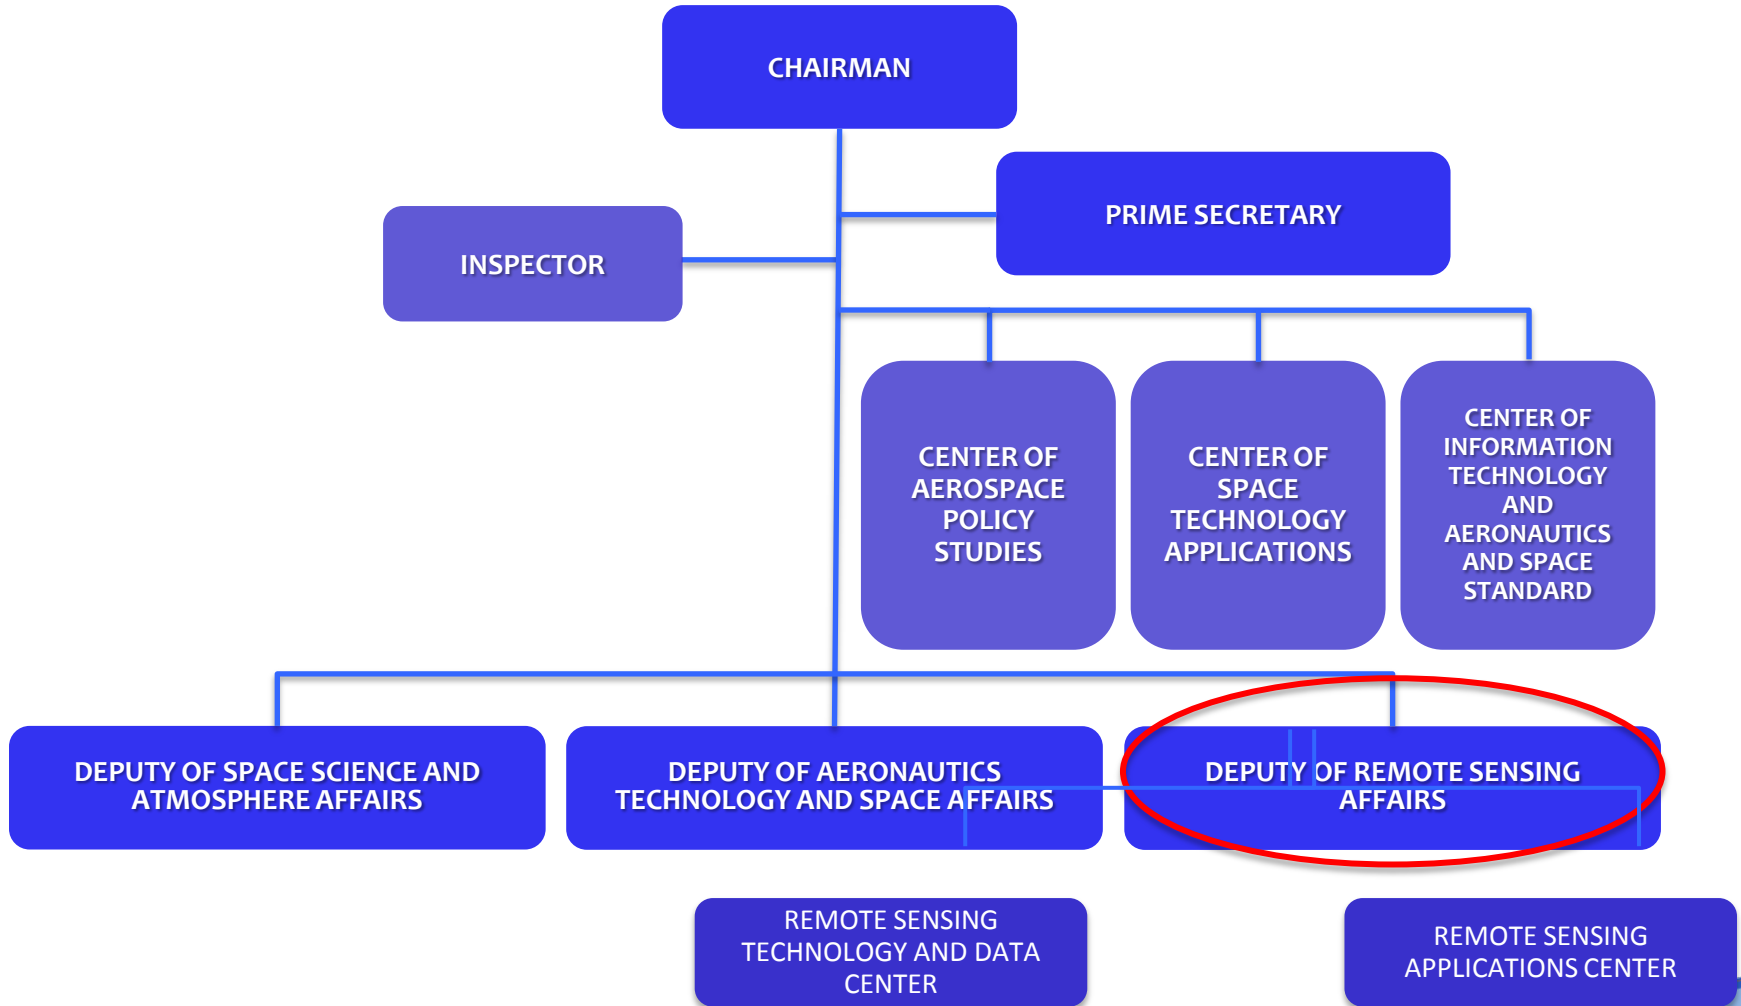 CHAIRMAN
PRIME SECRETARY
INSPECTOR
CENTER OF
AEROSPACE
POLICY
STUDIES
CENTER OF
SPACE
TECHNOLOGY
APPLICATIONS
CENTER OF
INFORMATION
TECHNOLOGY
AND
AERONAUTICS
AND SPACE
STANDARD
DEPUTY OF SPACE SCIENCE AND
ATMOSPHERE AFFAIRS
DEPUTY OF AERONAUTICS
TECHNOLOGY AND SPACE AFFAIRS
DEPUTY OF REMOTE SENSING
AFFAIRS
REMOTE SENSING
TECHNOLOGY AND DATA
CENTER
REMOTE SENSING
APPLICATIONS CENTER